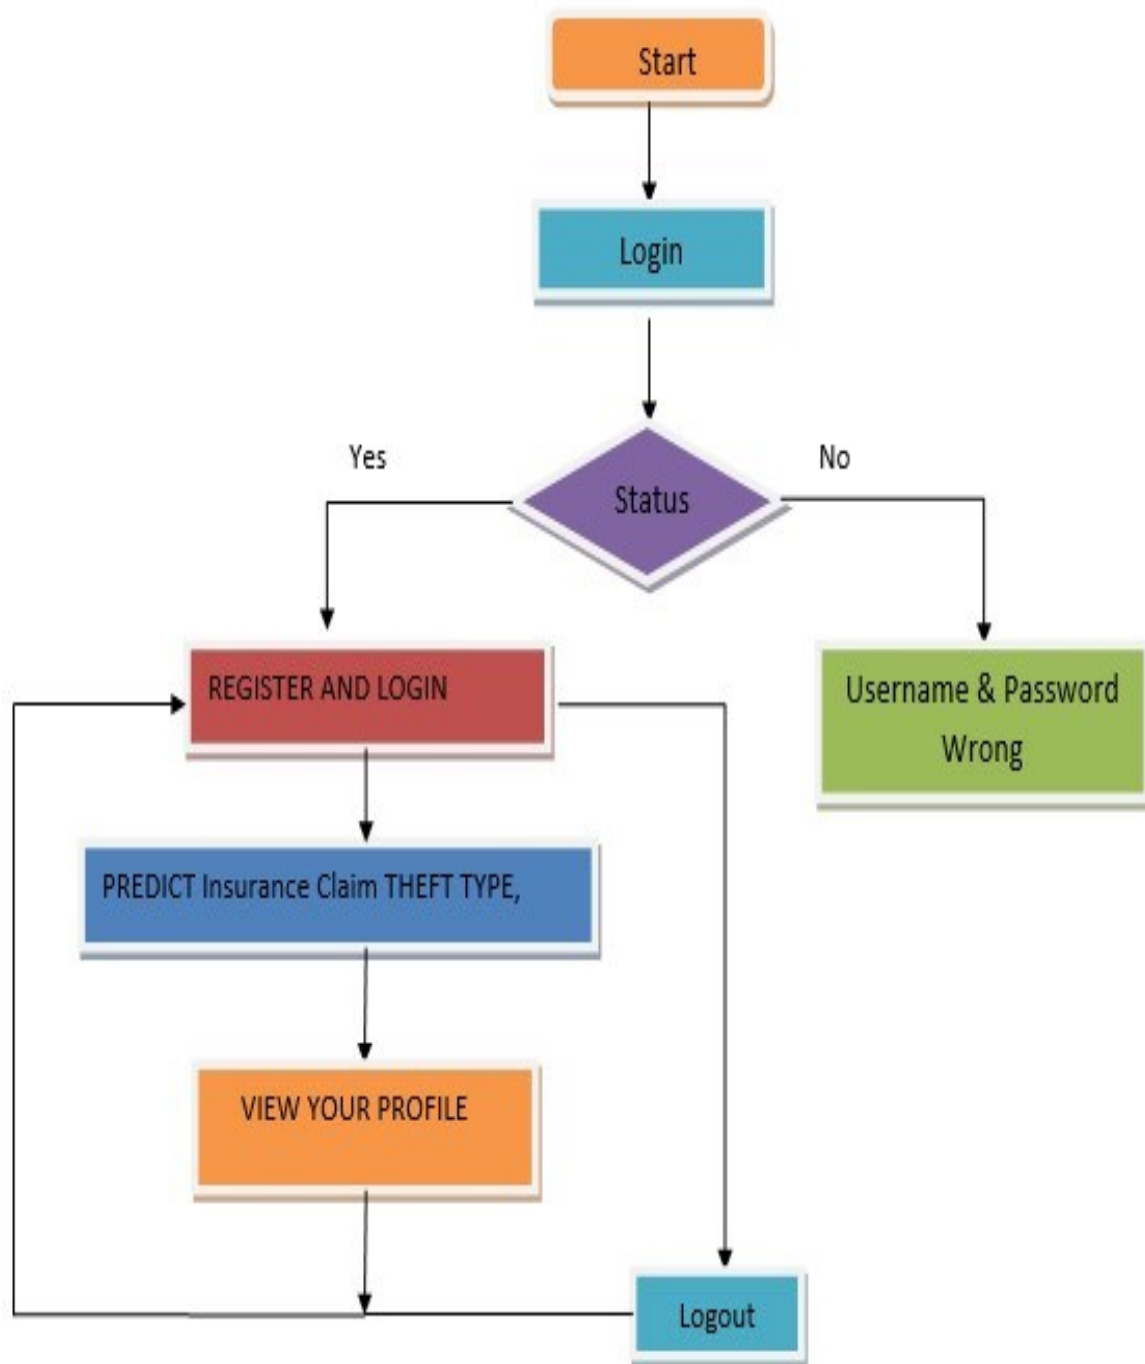 Start
Login
Yes
No
Status
REGISTER AND LOGIN
Username & Password
Wrong
PREDICT Insurance Claim THEFT TYPE,
VIEW YOUR PROFILE
Logout